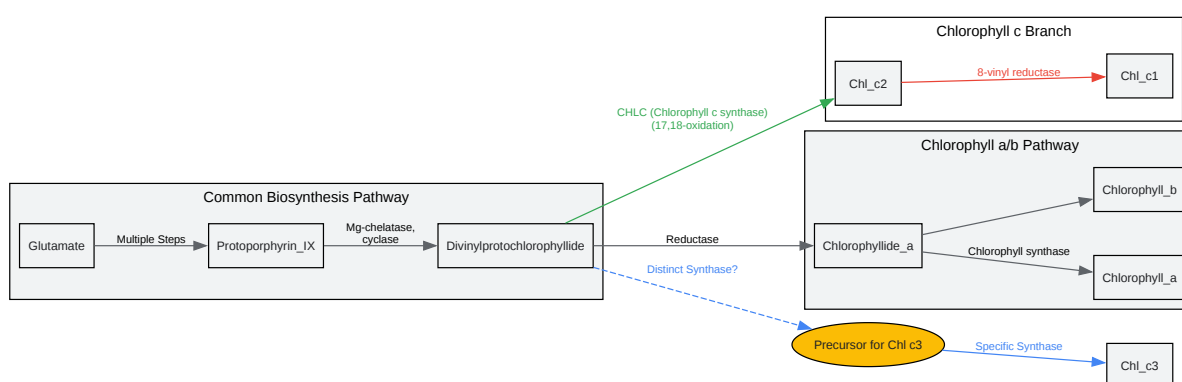 Chlorophyll c Branch
Chl_c2
8-vinyl reductase
Chl_c1
CHLC (Chlorophyll c synthase)
(17,18-oxidation)
Chlorophyll a/b Pathway
Common Biosynthesis Pathway
Glutamate
Multiple Steps
Protoporphyrin_IX
Mg-chelatase,
cyclase
Divinylprotochlorophyllide
Reductase
Chlorophyllide_a
Chlorophyll_b
Chlorophyll synthase
Chlorophyll_a
Distinct Synthase?
Precursor for Chl c3
Specific Synthase
Chl_c3